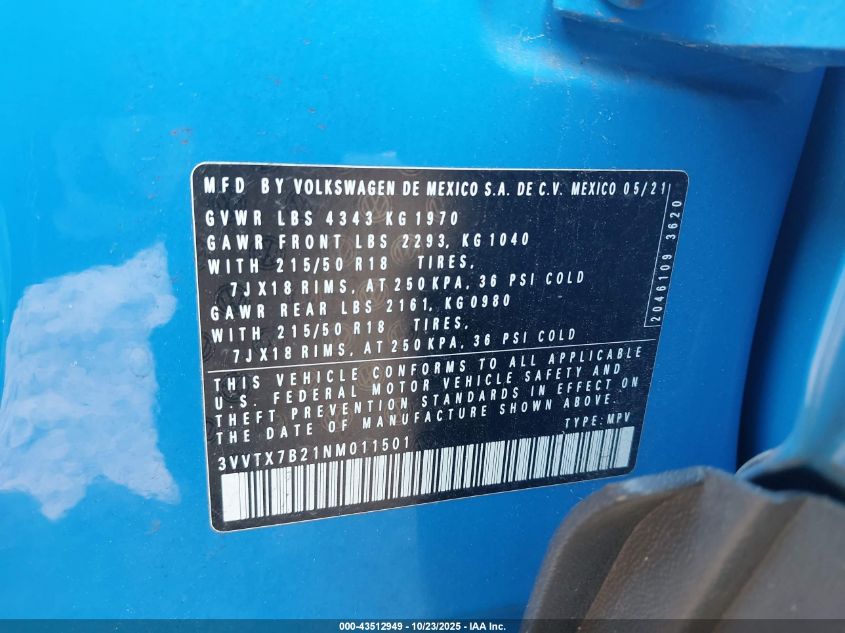 MFD BY VOLKSWAGEN DE MEXICO S.A. DE C.V. MEXICO 05/21
GVWR LBS 4343 KG 1970
GAWR FRONT LBS 2293, KG 1040
WITH 215/50 R18 TIRES,
7JX18 RIMS, AT 250 KPA, 36 PSI COLD
GAWR REAR LBS 2161, KG 0980
WITH 215/50 R18 TIRES,
7JX18 RIMS, AT 250 KPA, 36 PSI COLD
THIS VEHICLE CONFORMS TO ALL APPLICABLE
U.S. FEDERAL MOTOR VEHICLE SAFETY AND
THEFT PREVENTION STANDARDS IN EFFECT ON
THE DATE OF MANUFACTURE SHOWN ABOVE.
TYPE: MPV
3VVTX7B21NM011501
2046109 3620
000-43512949 - 10/23/2025 - IAA Inc.